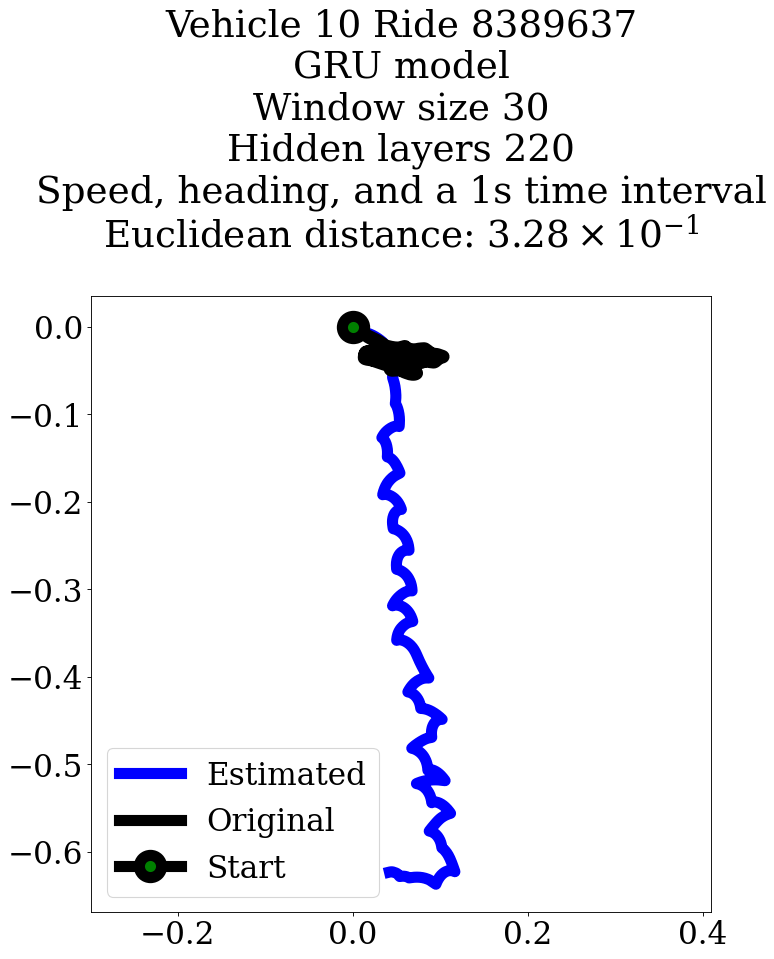 Vehicle 10 Ride 8389637
GRU model
Window size 30
Hidden layers 220
Speed, heading, and a 1s time interval
Euclidean distance: 3.28 × 10⁻¹
0.0
−0.1
−0.2
−0.3
−0.4
−0.5
−0.6
Estimated
Original
Start
−0.2 0.0 0.2 0.4